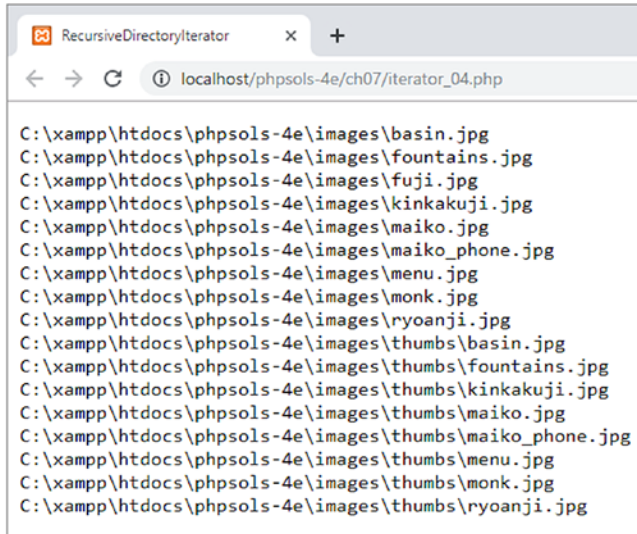 RecursiveDirectoryIterator
localhost/phpsols-4e/ch07/iterator_04.php
C:\xampp\htdocs\phpsols-4e\images\basin.jpg
C:\xampp\htdocs\phpsols-4e\images\fountains.jpg
C:\xampp\htdocs\phpsols-4e\images\fuji.jpg
C:\xampp\htdocs\phpsols-4e\images\kinkakuji.jpg
C:\xampp\htdocs\phpsols-4e\images\maiko.jpg
C:\xampp\htdocs\phpsols-4e\images\maiko_phone.jpg
C:\xampp\htdocs\phpsols-4e\images\menu.jpg
C:\xampp\htdocs\phpsols-4e\images\monk.jpg
C:\xampp\htdocs\phpsols-4e\images\ryoanji.jpg
C:\xampp\htdocs\phpsols-4e\images\thumbs\basin.jpg
C:\xampp\htdocs\phpsols-4e\images\thumbs\fountains.jpg
C:\xampp\htdocs\phpsols-4e\images\thumbs\kinkakuji.jpg
C:\xampp\htdocs\phpsols-4e\images\thumbs\maiko.jpg
C:\xampp\htdocs\phpsols-4e\images\thumbs\maiko_phone.jpg
C:\xampp\htdocs\phpsols-4e\images\thumbs\menu.jpg
C:\xampp\htdocs\phpsols-4e\images\thumbs\monk.jpg
C:\xampp\htdocs\phpsols-4e\images\thumbs\ryoanji.jpg